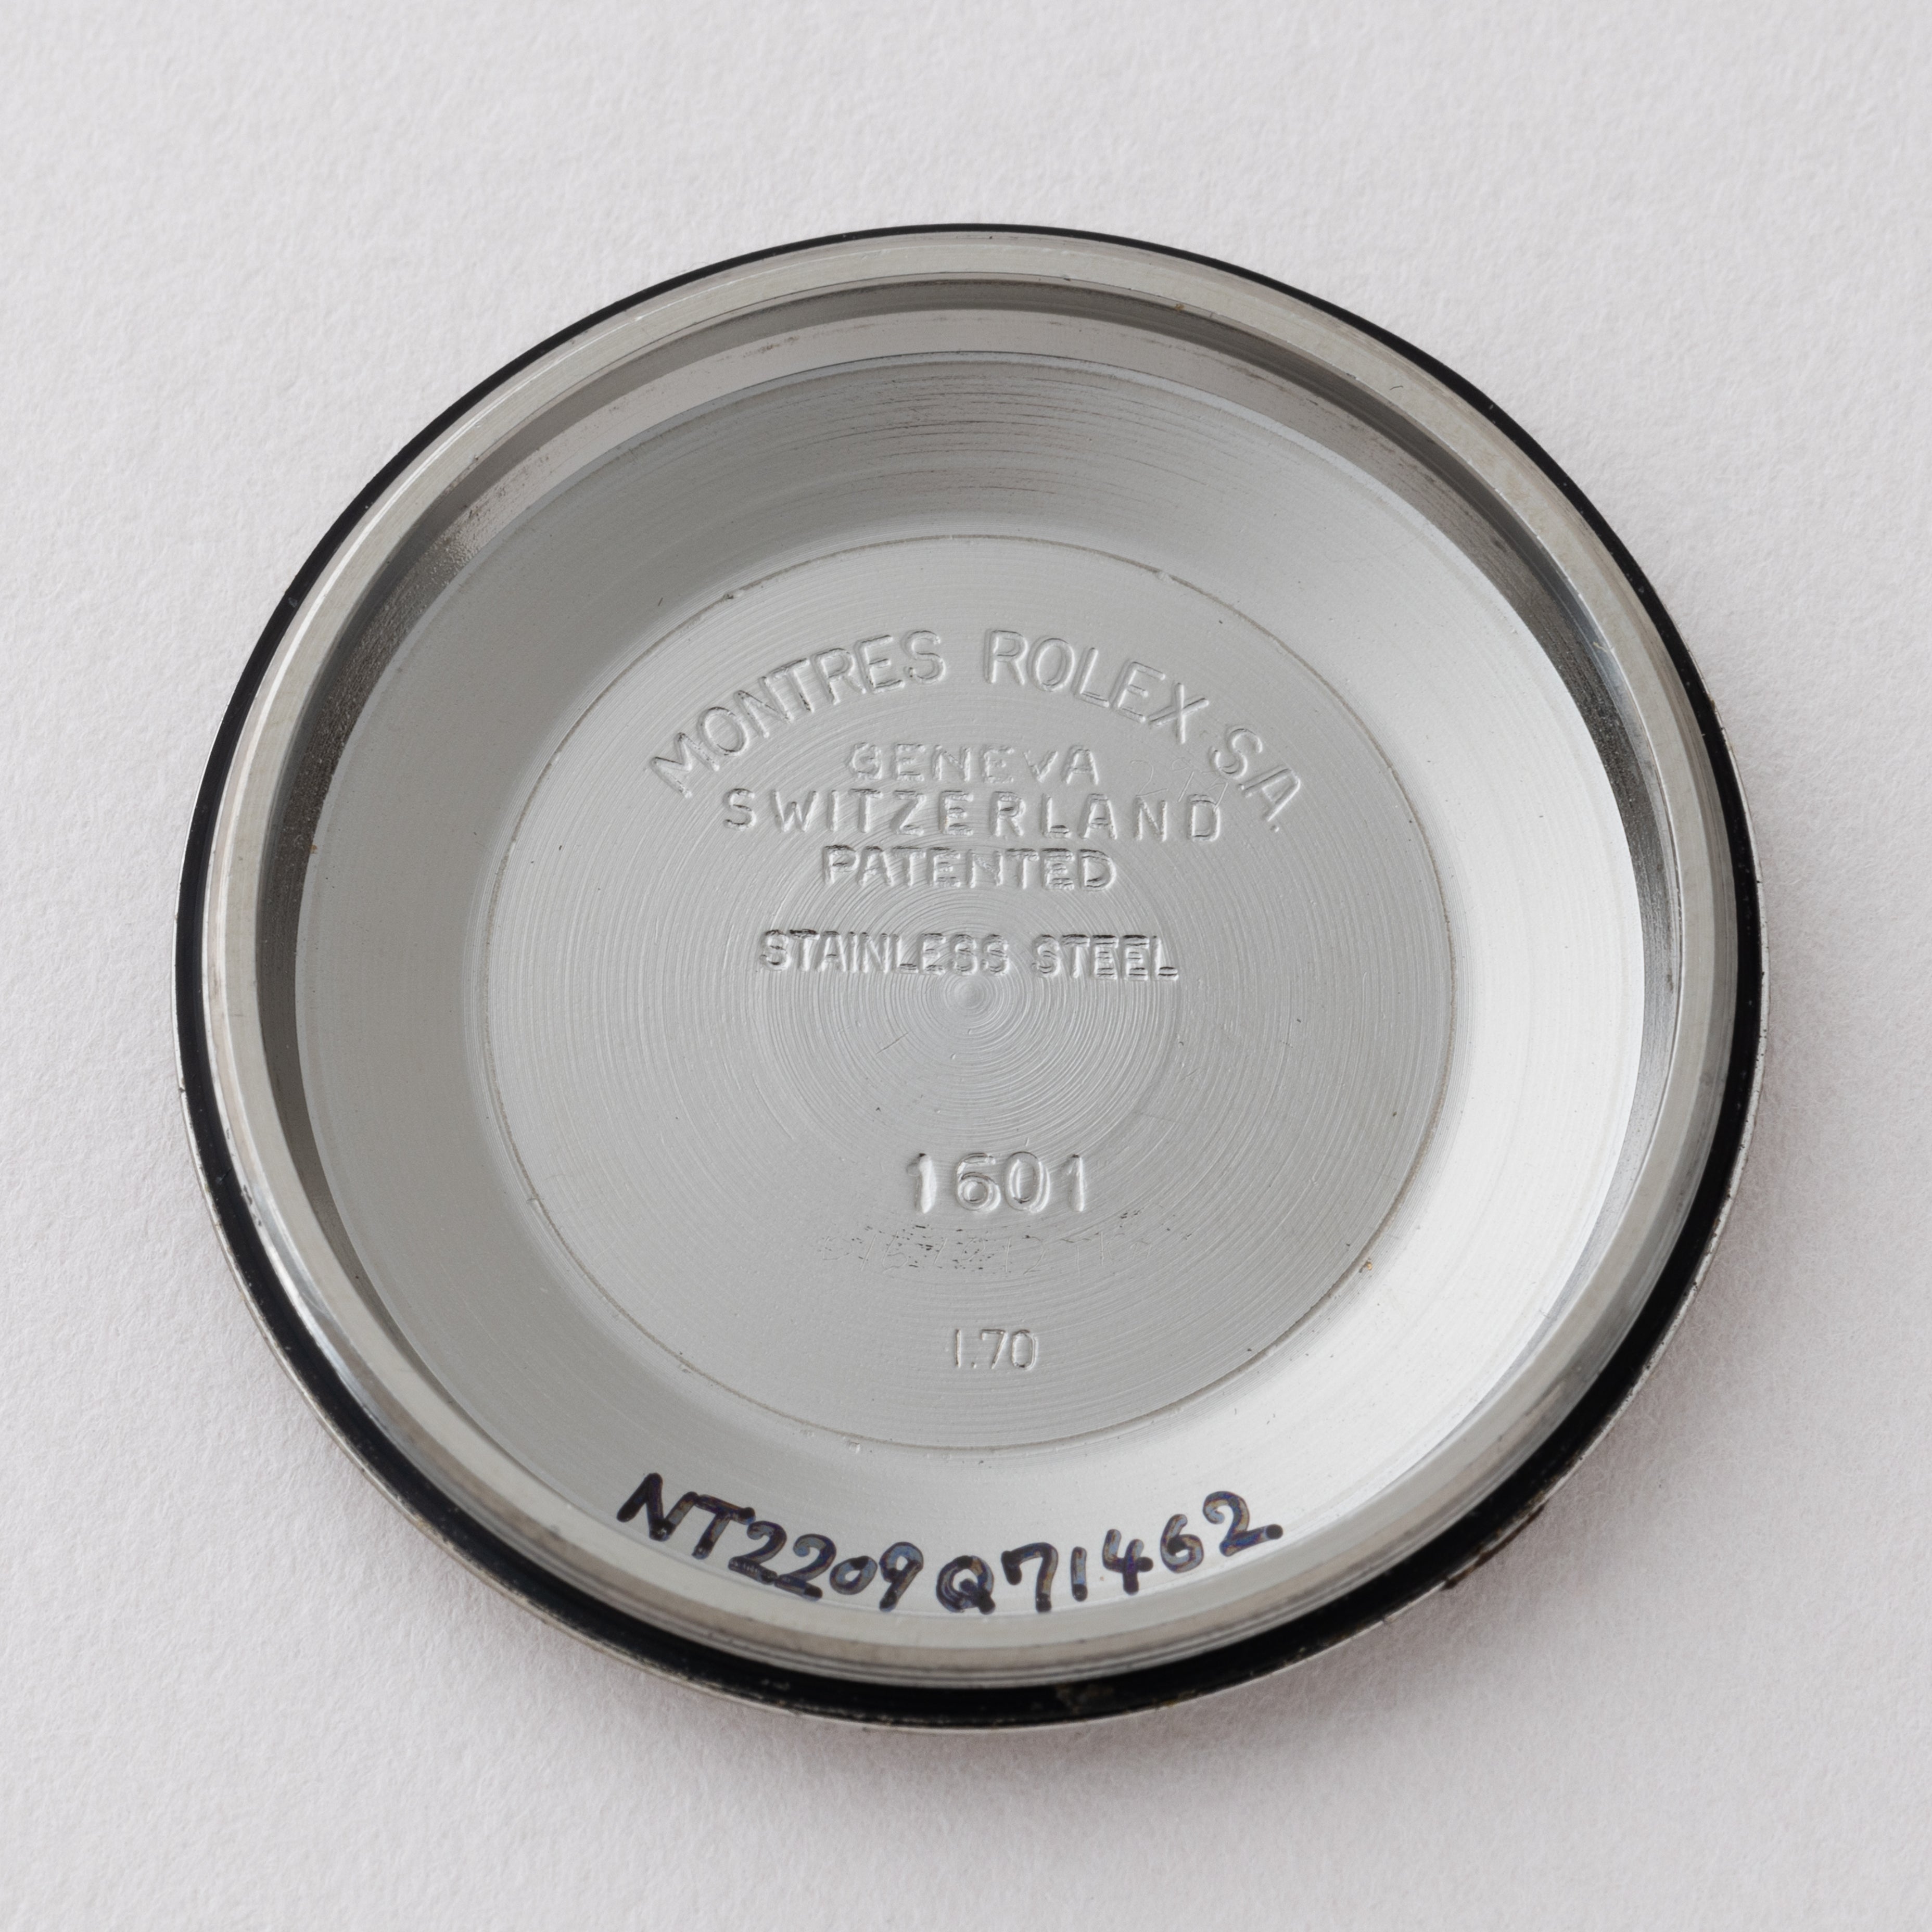 MONTRES ROLEX S.A.
GENEVA
SWITZERLAND
PATENTED
STAINLESS STEEL
1601
I.70
NT2209Q71462